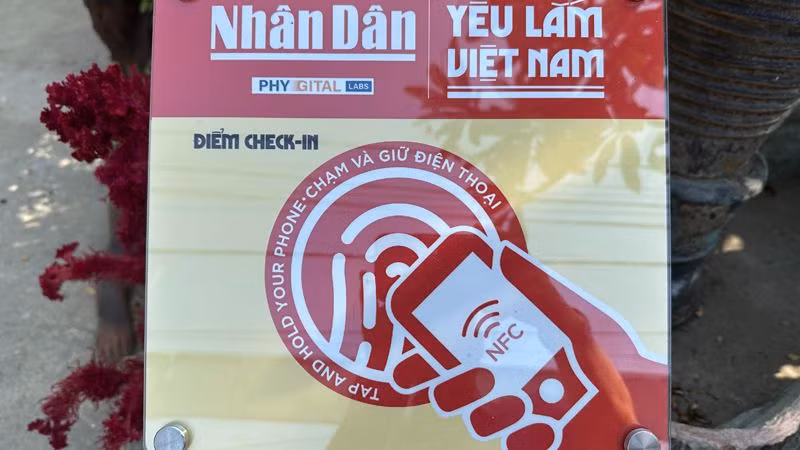 Nhân Dân
YÊU LẮM
VIỆT NAM
PHYGITAL LABS
ĐIỂM CHECK-IN
TAP AND HOLD YOUR PHONE • CHẠM VÀ GIỮ ĐIỆN THOẠI
NFC